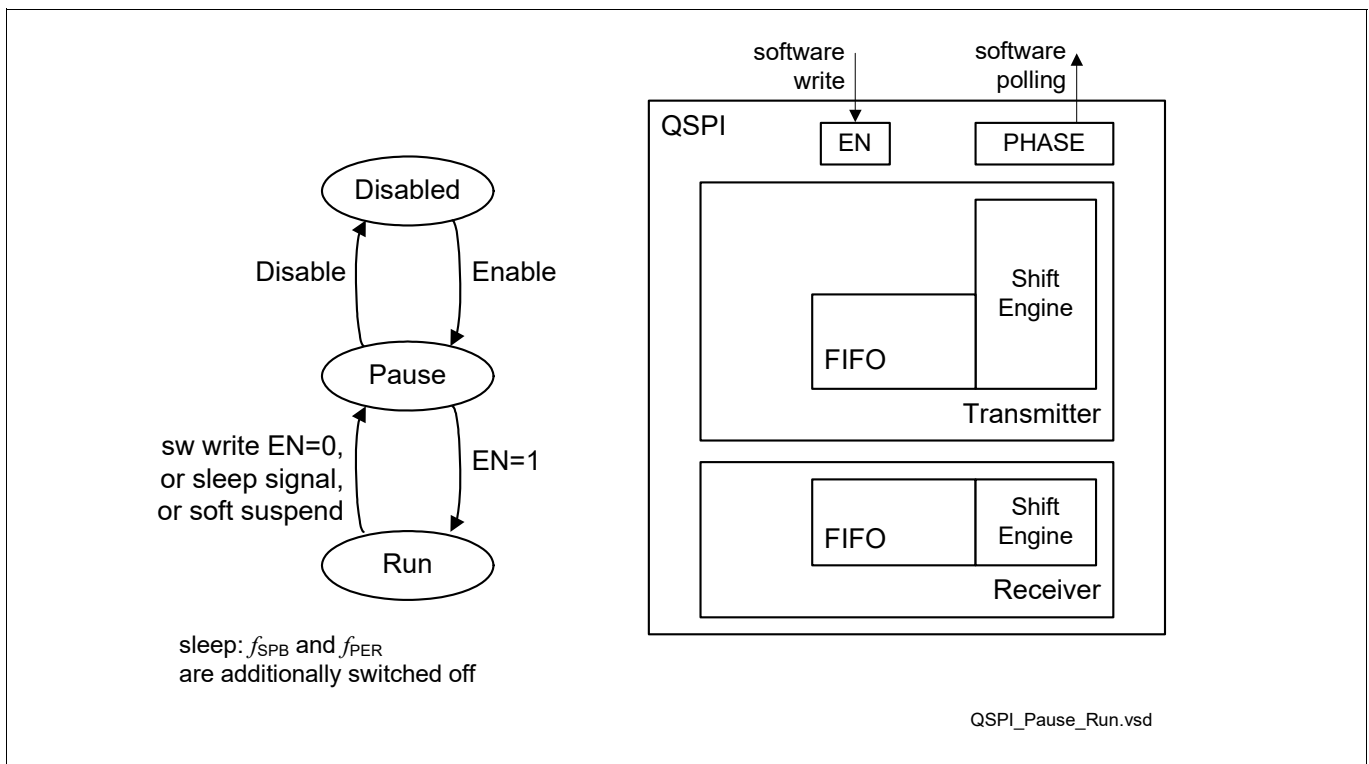 Disabled
Disable
Enable
Pause
sw write EN=0,
or sleep signal,
or soft suspend
EN=1
Run
sleep: fSPB and fPER
are additionally switched off
software
write
software
polling
QSPI
EN
PHASE
Shift
Engine
FIFO
Transmitter
Shift
Engine
FIFO
Receiver
QSPI_Pause_Run.vsd